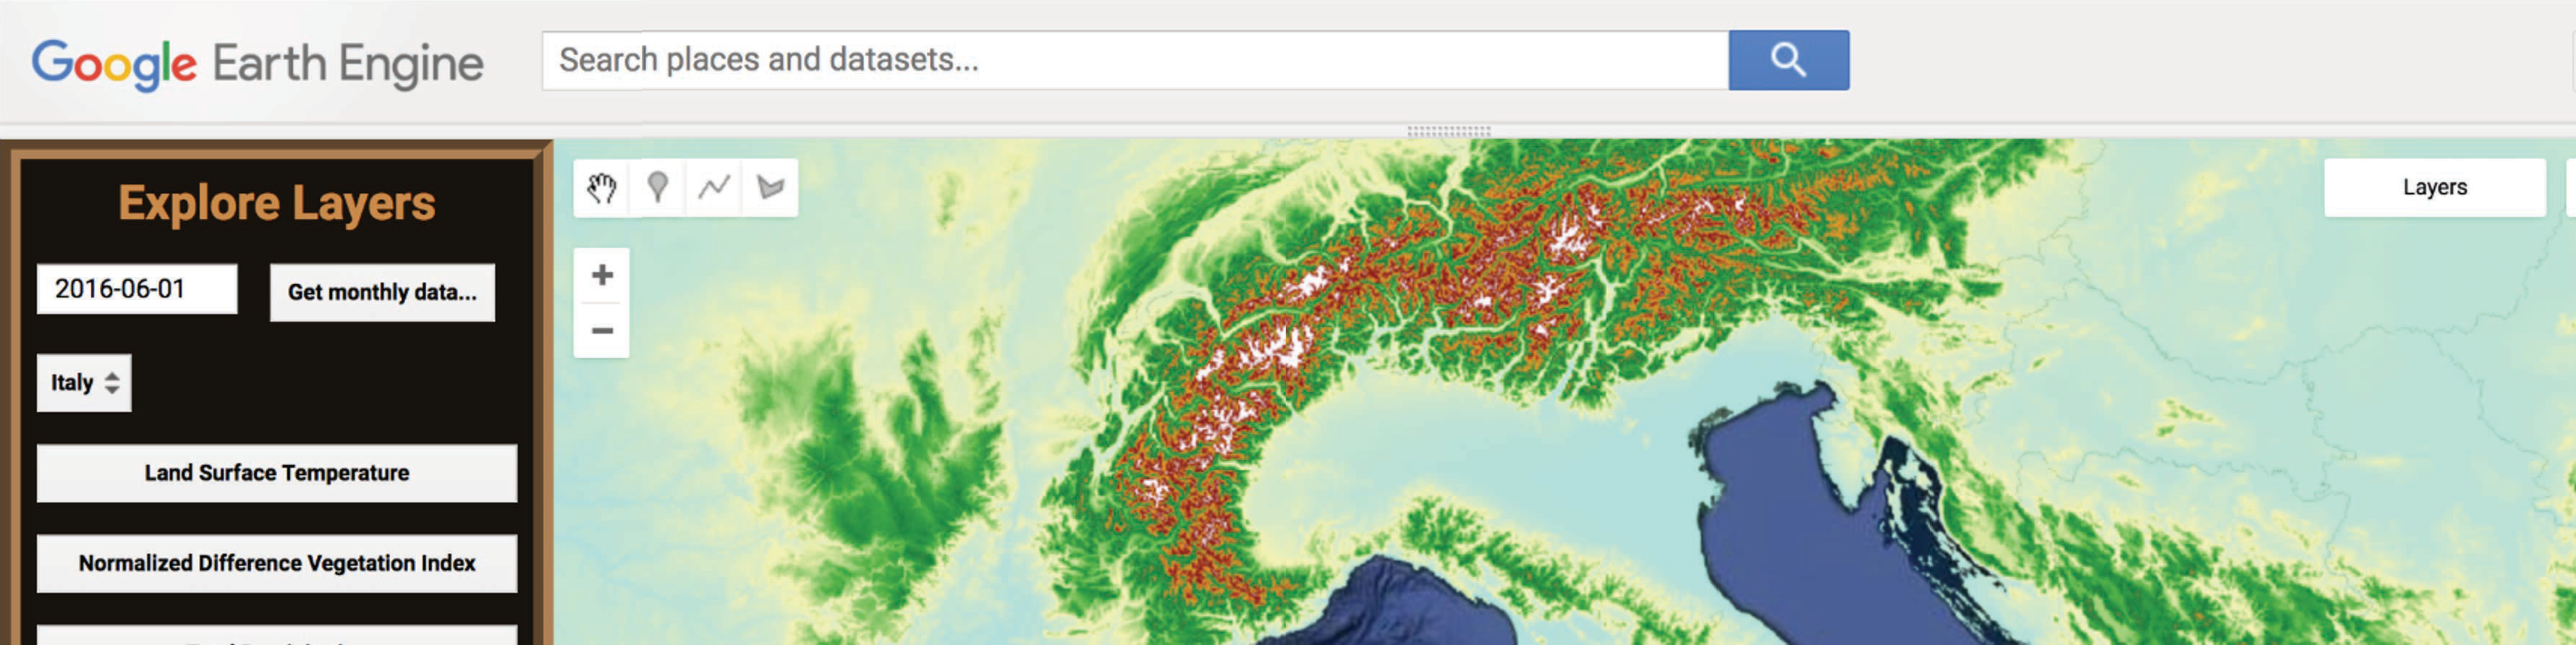 Google Earth Engine
Search places and datasets...
Explore Layers
2016-06-01
Get monthly data...
Italy
Land Surface Temperature
Normalized Difference Vegetation Index
Layers